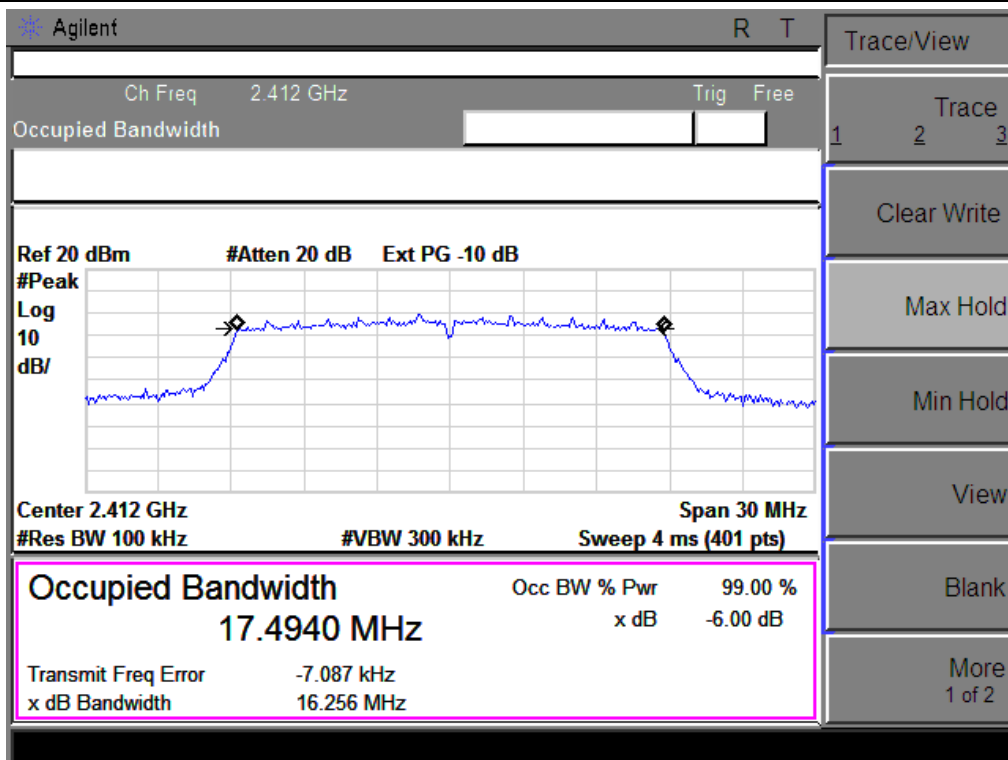 Agilent R T
Trace/View
Ch Freq 2.412 GHz Trig Free
Occupied Bandwidth
Trace
1 2 3
Clear Write
Max Hold
Min Hold
View
Blank
More
1 of 2
Ref 20 dBm #Atten 20 dB Ext PG -10 dB
#Peak
Log
10
dB/
Center 2.412 GHz Span 30 MHz
#Res BW 100 kHz #VBW 300 kHz Sweep 4 ms (401 pts)
Occupied Bandwidth Occ BW % Pwr 99.00 %
17.4940 MHz x dB -6.00 dB
Transmit Freq Error -7.087 kHz
x dB Bandwidth 16.256 MHz